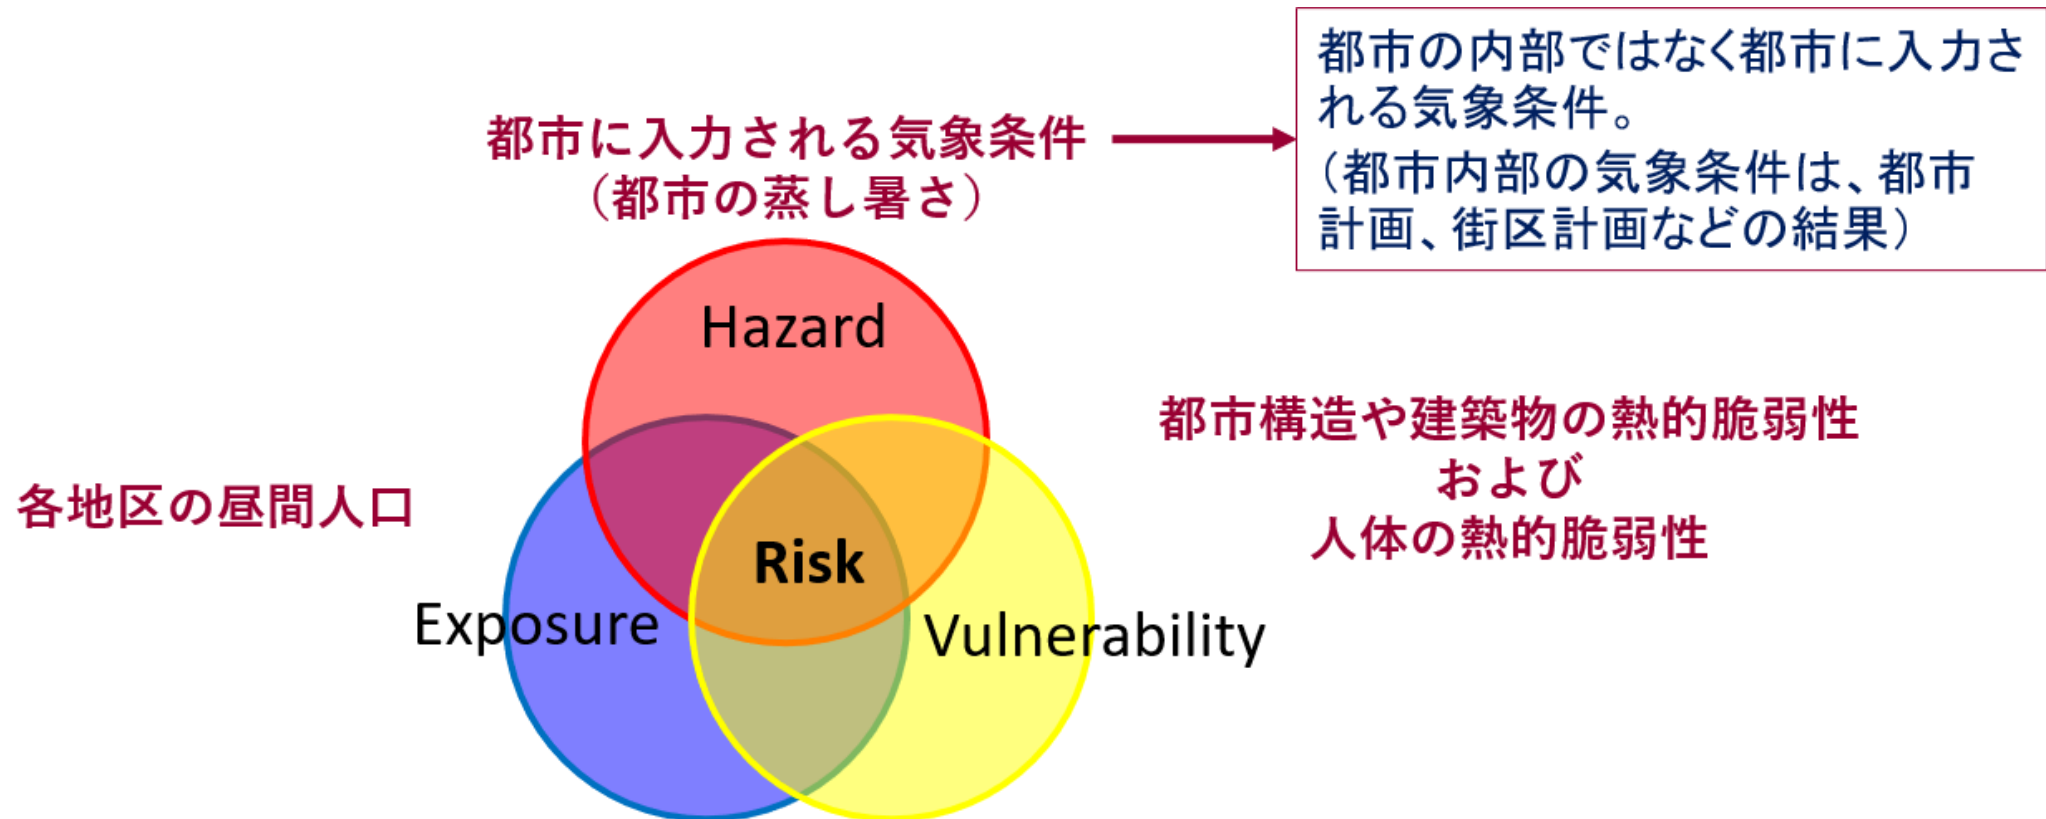 都市の内部ではなく都市に入力さ
れる気象条件。
（都市内部の気象条件は、都市
計画、街区計画などの結果）
都市に入力される気象条件
（都市の蒸し暑さ）
Hazard
都市構造や建築物の熱的脆弱性
および
人体の熱的脆弱性
各地区の昼間人口
Risk
Exposure
Vulnerability